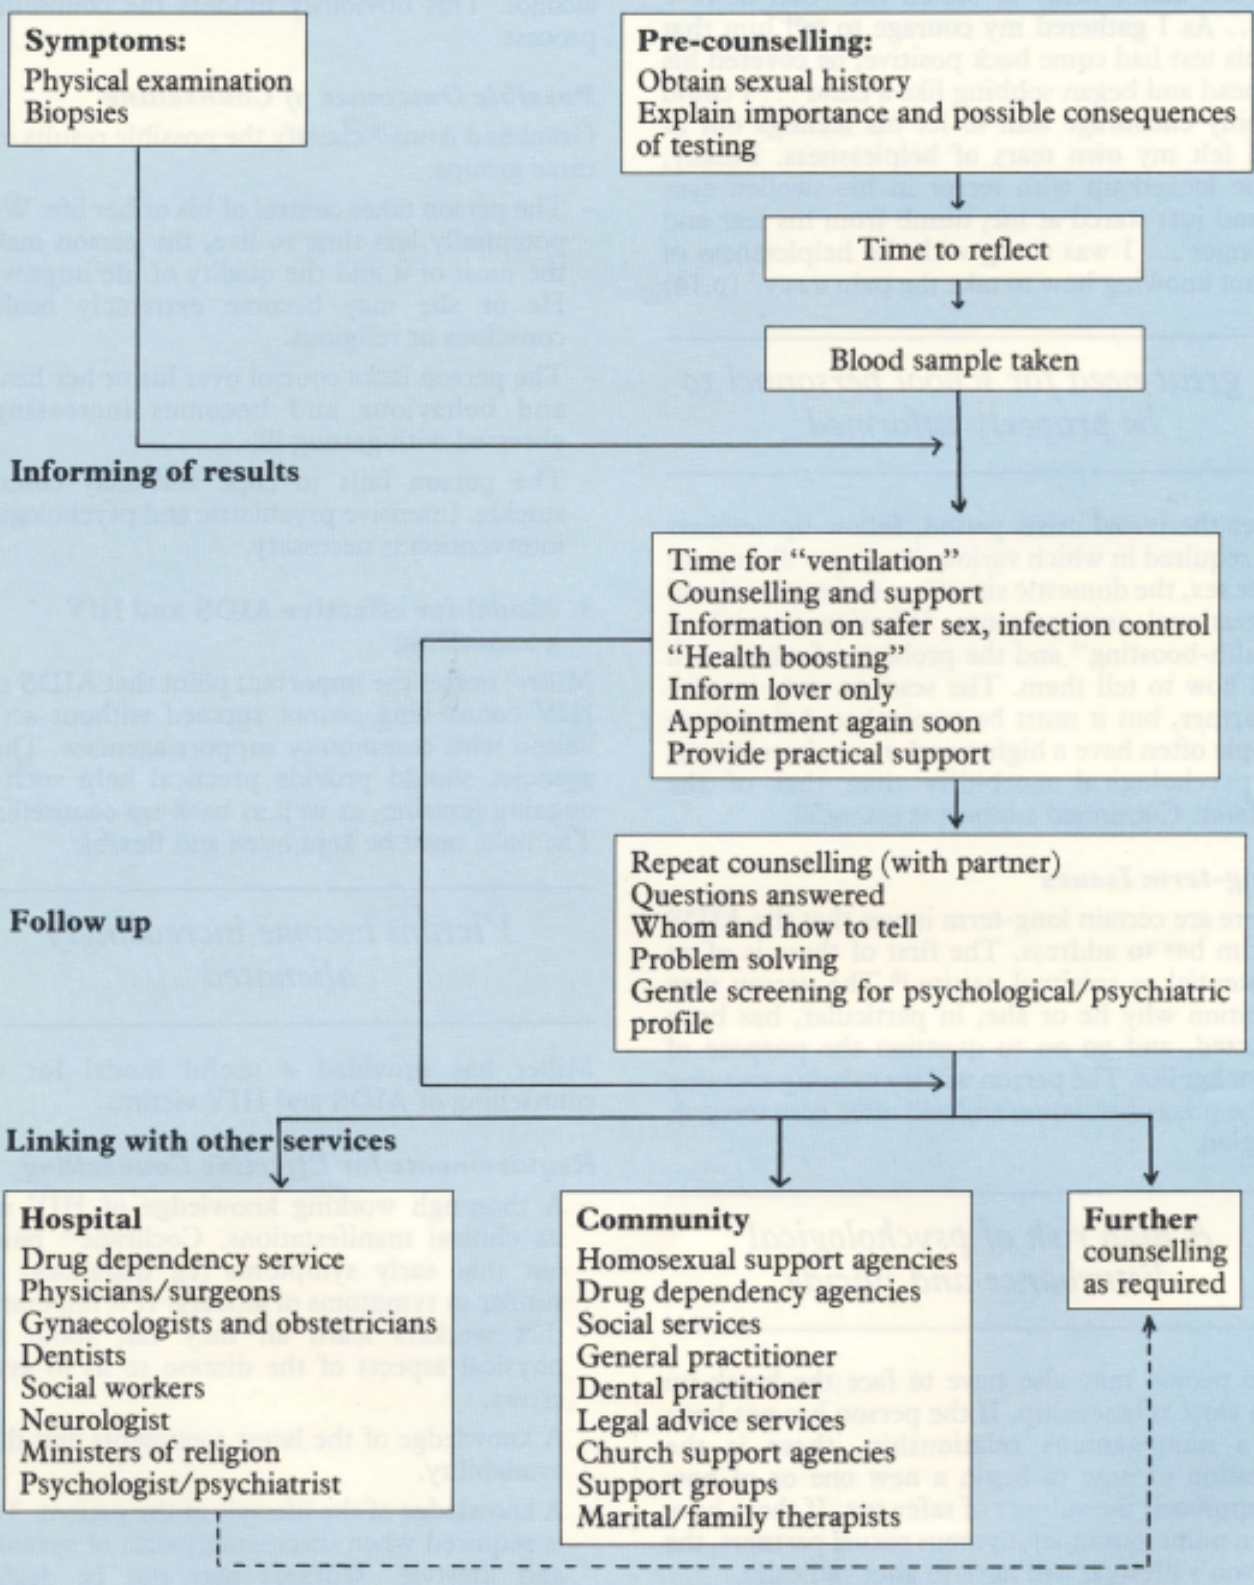 Symptoms:
Physical examination
Biopsies
Pre-counselling:
Obtain sexual history
Explain importance and possible consequences
of testing
Time to reflect
Blood sample taken
Informing of results
Time for “ventilation”
Counselling and support
Information on safer sex, infection control
“Health boosting”
Inform lover only
Appointment again soon
Provide practical support
Follow up
Repeat counselling (with partner)
Questions answered
Whom and how to tell
Problem solving
Gentle screening for psychological/psychiatric
profile
Linking with other services
Hospital
Drug dependency service
Physicians/surgeons
Gynaecologists and obstetricians
Dentists
Social workers
Neurologist
Ministers of religion
Psychologist/psychiatrist
Community
Homosexual support agencies
Drug dependency agencies
Social services
General practitioner
Dental practitioner
Legal advice services
Church support agencies
Support groups
Marital/family therapists
Further
counselling
as required